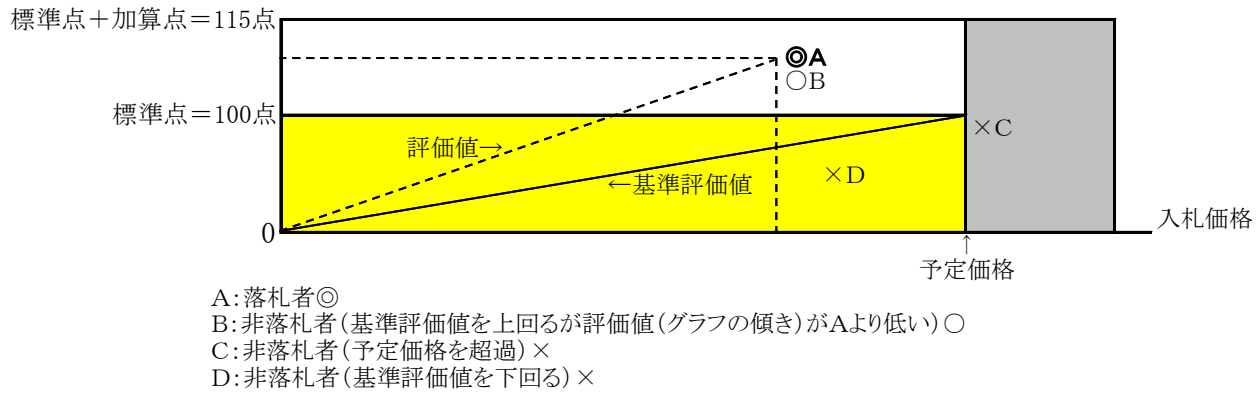 標準点＋加算点＝115点
◎A
○B
標準点＝100点
×C
評価値→
×D
←基準評価値
入札価格
0
↑
予定価格
A：落札者◎
B：非落札者（基準評価値を上回るが評価値（グラフの傾き）がAより低い）○
C：非落札者（予定価格を超過）×
D：非落札者（基準評価値を下回る）×